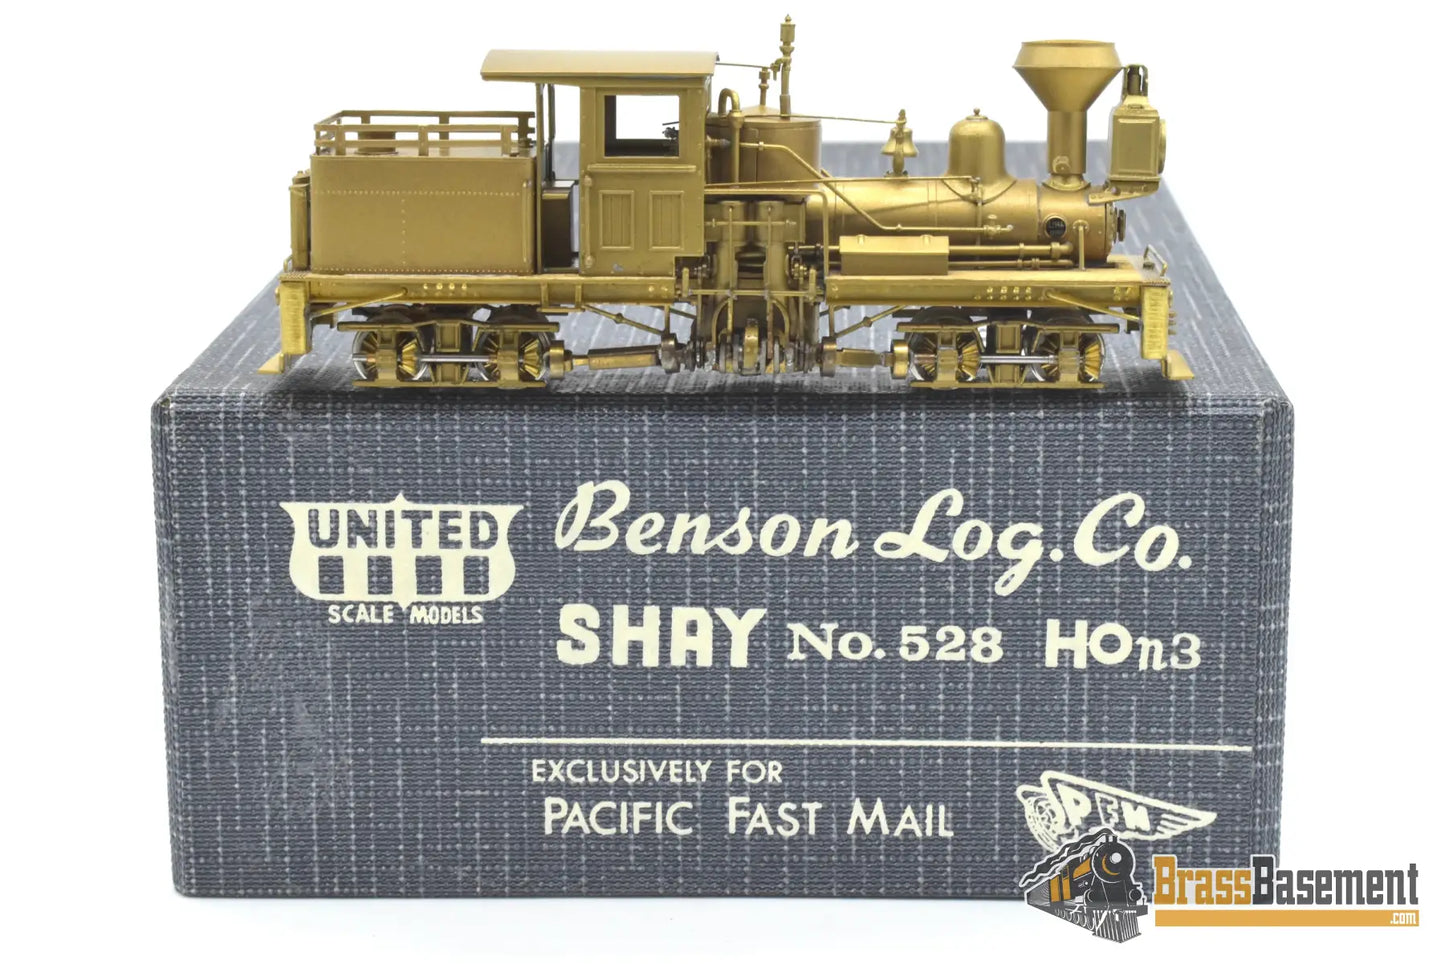 UNITED
SCALE MODELS
Benson Log. Co.
SHAY No. 528 HOn3
EXCLUSIVELY FOR
PACIFIC FAST MAIL
PFM
BrassBasement
.com